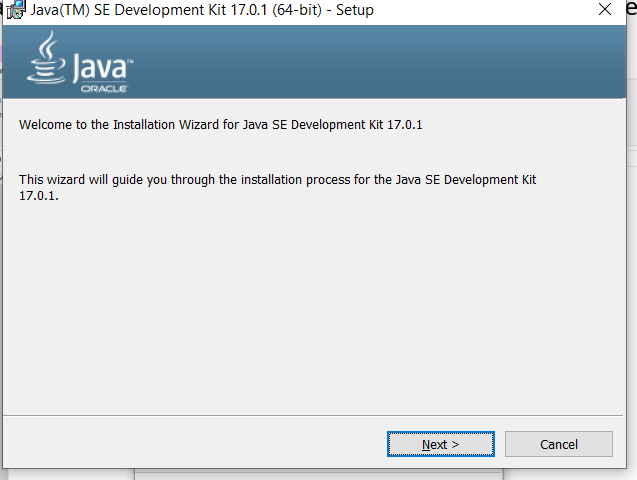 Java(TM) SE Development Kit 17.0.1 (64-bit) - Setup
Java™
ORACLE
Welcome to the Installation Wizard for Java SE Development Kit 17.0.1
This wizard will guide you through the installation process for the Java SE Development Kit
17.0.1.
Next >
Cancel